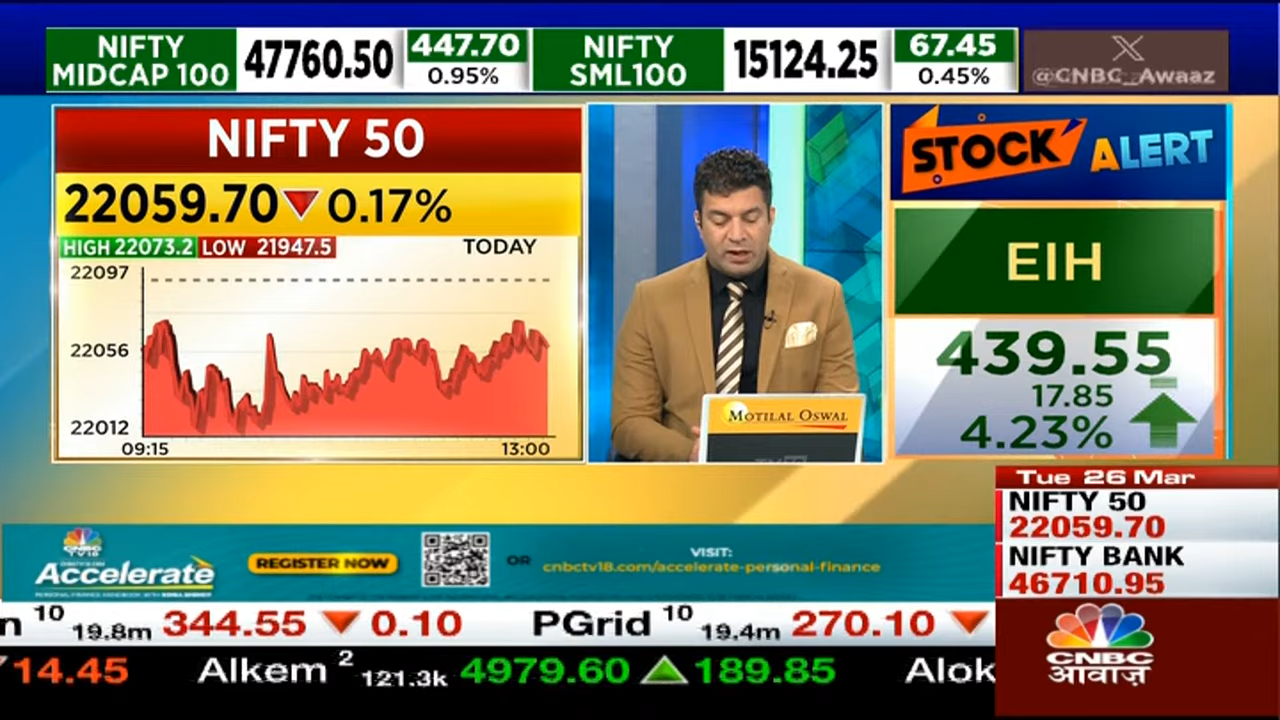 NIFTY
MIDCAP 100
47760.50
447.70
0.95%
NIFTY
SML100
15124.25
67.45
0.45%
X
@CNBC_Awaaz
NIFTY 50
22059.70 0.17%
HIGH 22073.2 LOW 21947.5
TODAY
22097
22056
22012
09:15
13:00
MOTILAL OSWAL
STOCK ALERT
EIH
439.55
17.85
4.23%
Tue 26 Mar
NIFTY 50
22059.70
NIFTY BANK
46710.95
CNBC
TV18
Accelerate
REGISTER NOW
OR
VISIT:
cnbctv18.com/accelerate-personal-finance
n 10 19.8m 344.55 0.10 PGrid 10 19.4m 270.10
14.45 Alkem 2 121.3k 4979.60 189.85 Alok
CNBC
आवाज़